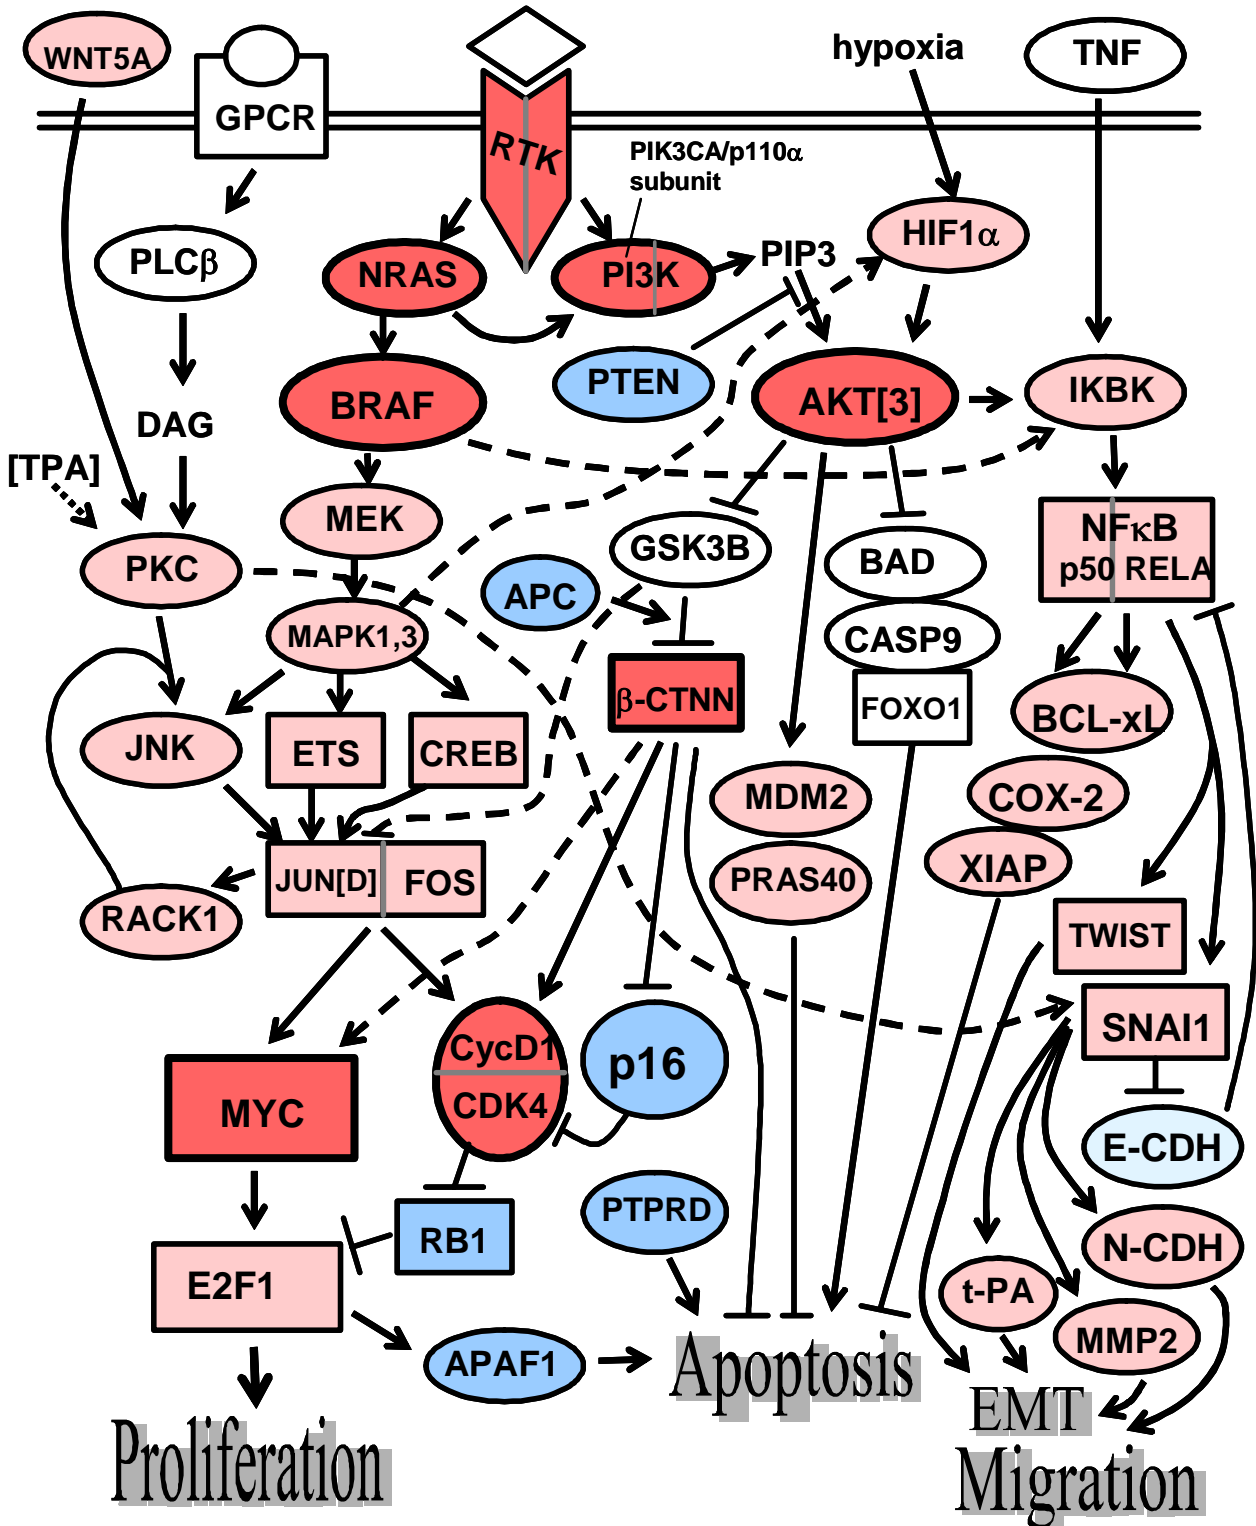 WNT5A
GPCR
RTK
hypoxia
TNF
PIK3CA/p110α
subunit
PLCβ
NRAS
PI3K
PIP3
HIF1α
PTEN
BRAF
AKT[3]
IKBK
DAG
[TPA]
MEK
GSK3B
BAD
NFκB
p50 RELA
PKC
APC
MAPK1,3
CASP9
β-CTNN
FOXO1
BCL-xL
JNK
ETS
CREB
MDM2
COX-2
JUN[D]
FOS
PRAS40
XIAP
RACK1
TWIST
CycD1
CDK4
p16
SNAI1
MYC
E-CDH
PTPRD
RB1
N-CDH
E2F1
t-PA
MMP2
APAF1
Apoptosis
EMT
Proliferation
Migration